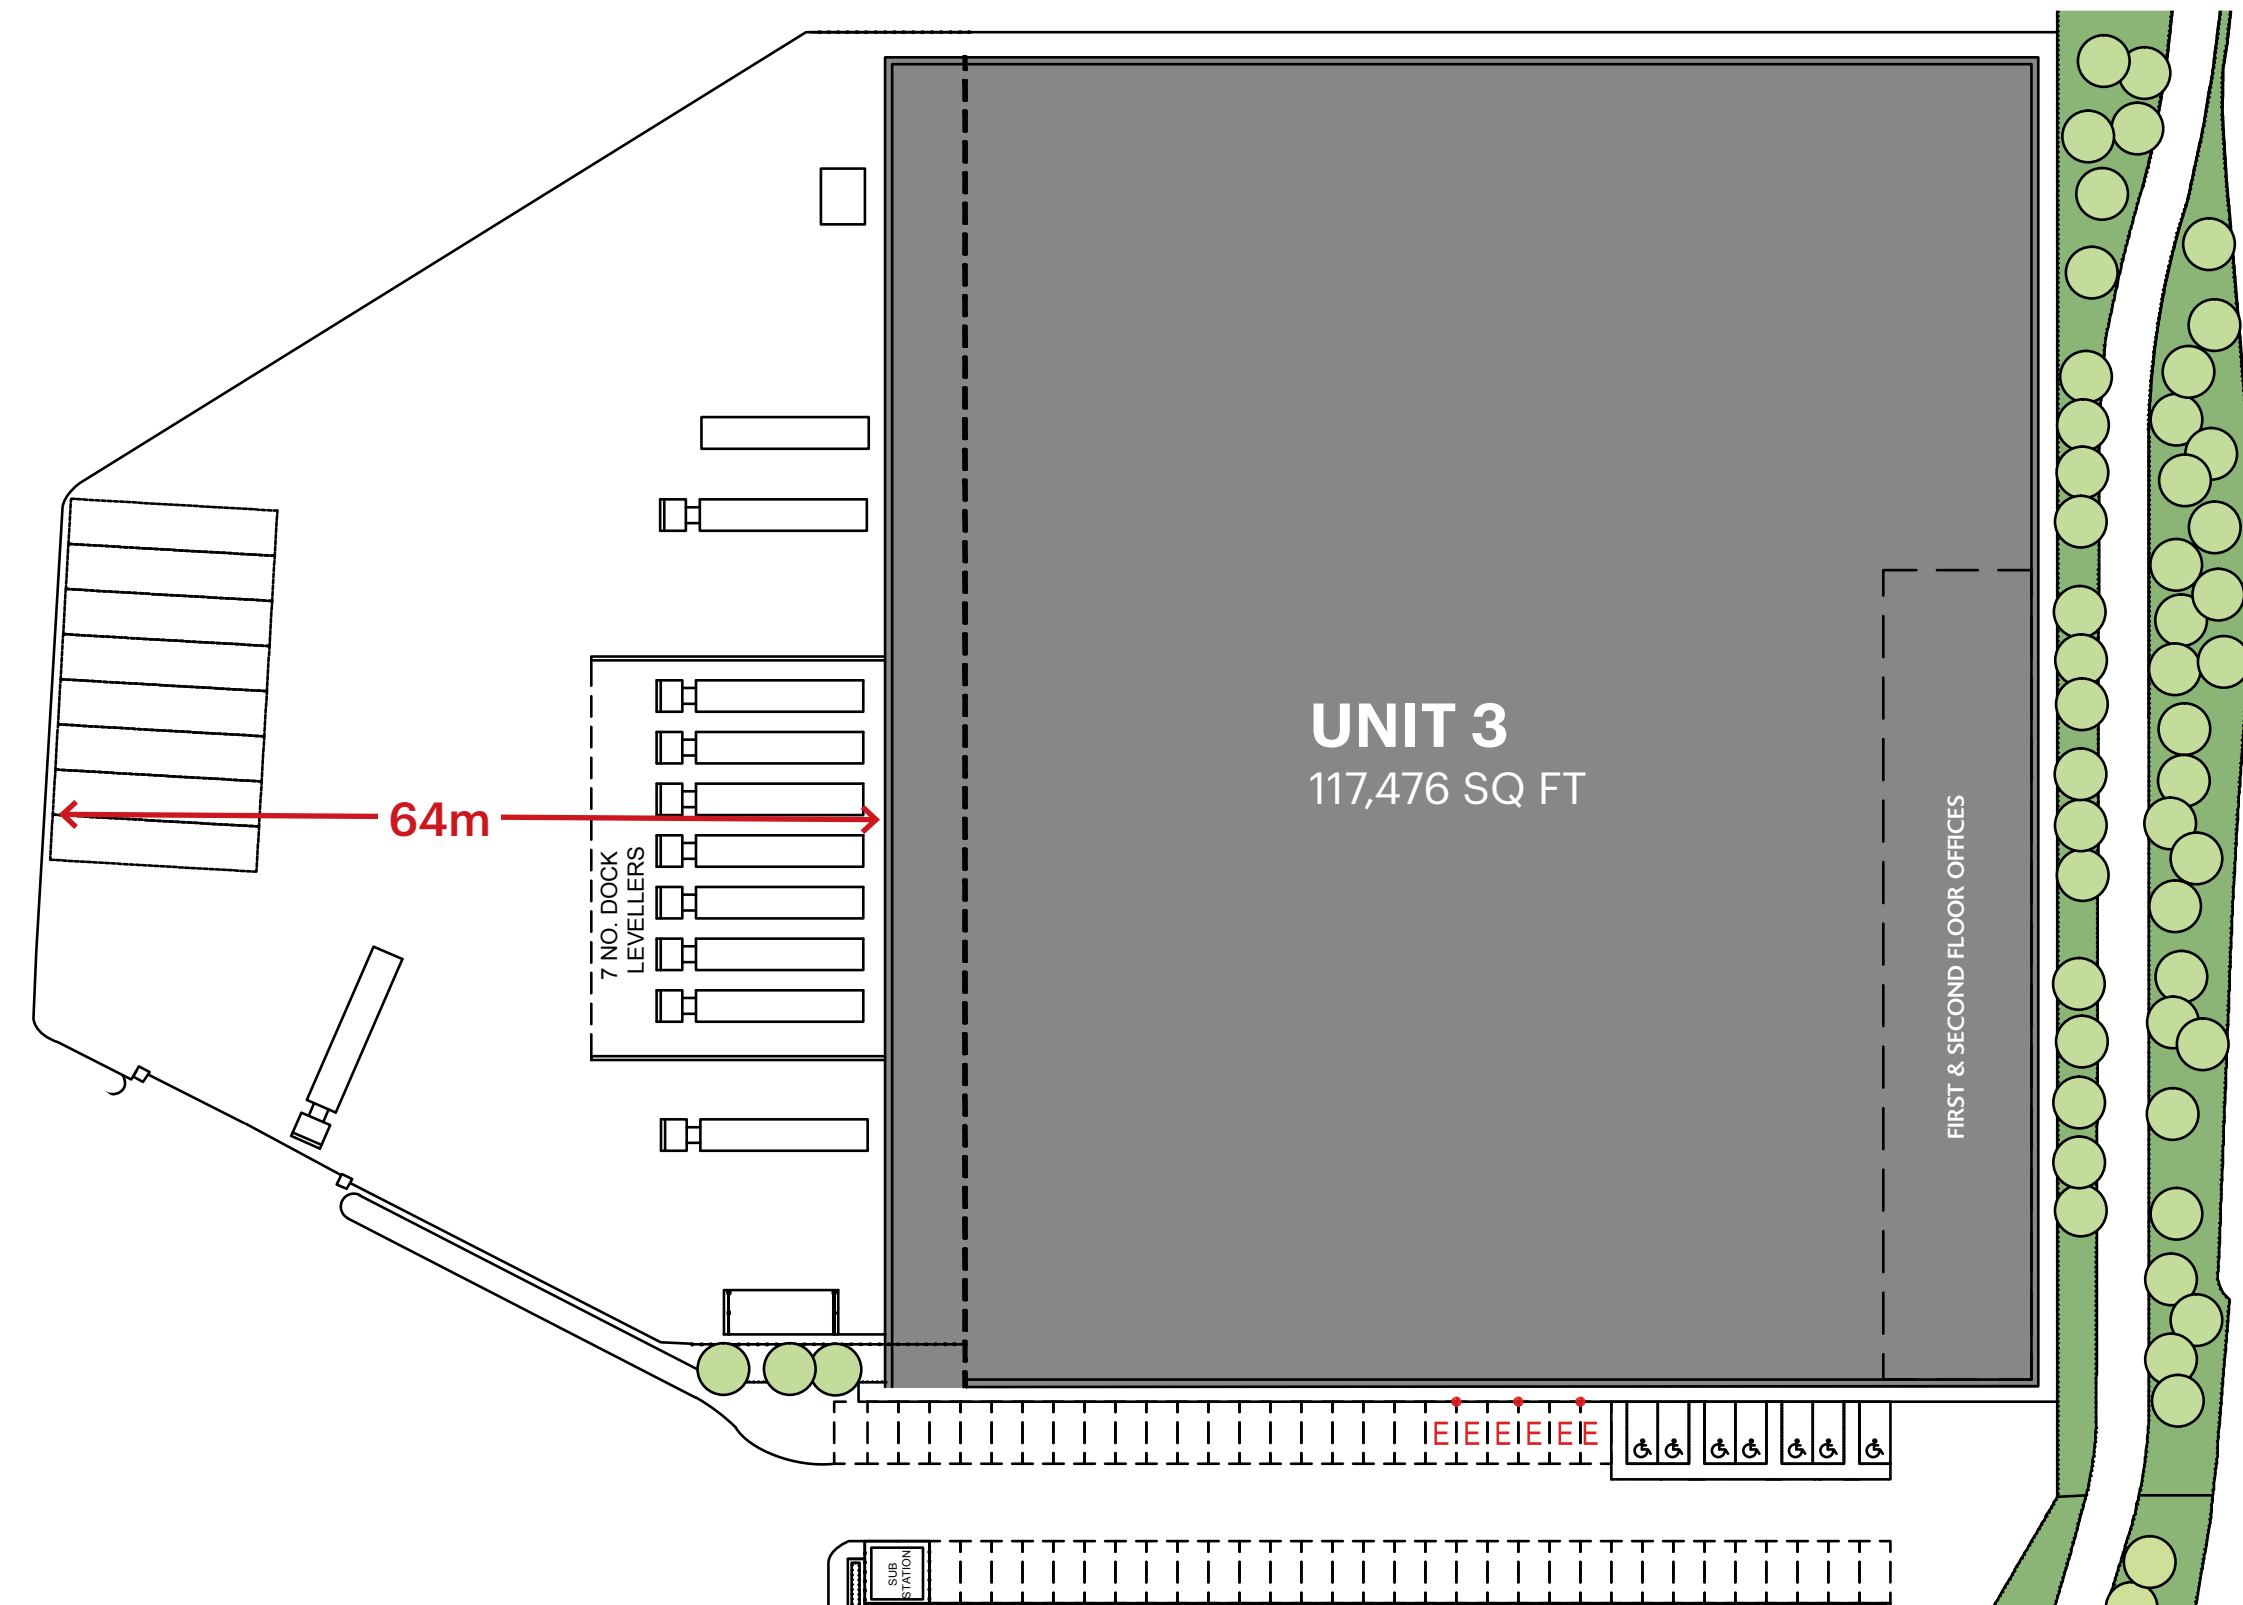 UNIT 3
117,476 SQ FT
64m
7 NO. DOCK
LEVELLERS
FIRST & SECOND FLOOR OFFICES
E E E E E E
SUB
STATION